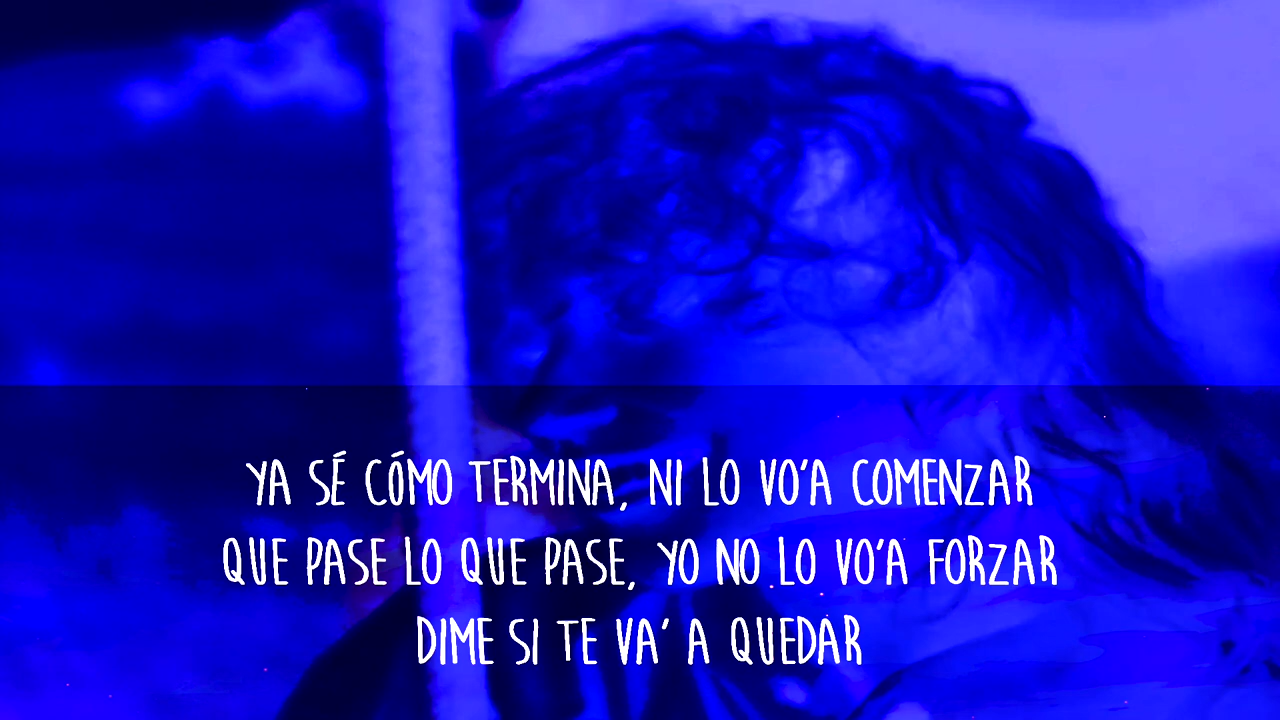 YA SÉ CÓMO TERMINA, NI LO VO'A COMENZAR
QUE PASE LO QUE PASE, YO NO LO VO'A FORZAR
DIME SI TE VA' A QUEDAR